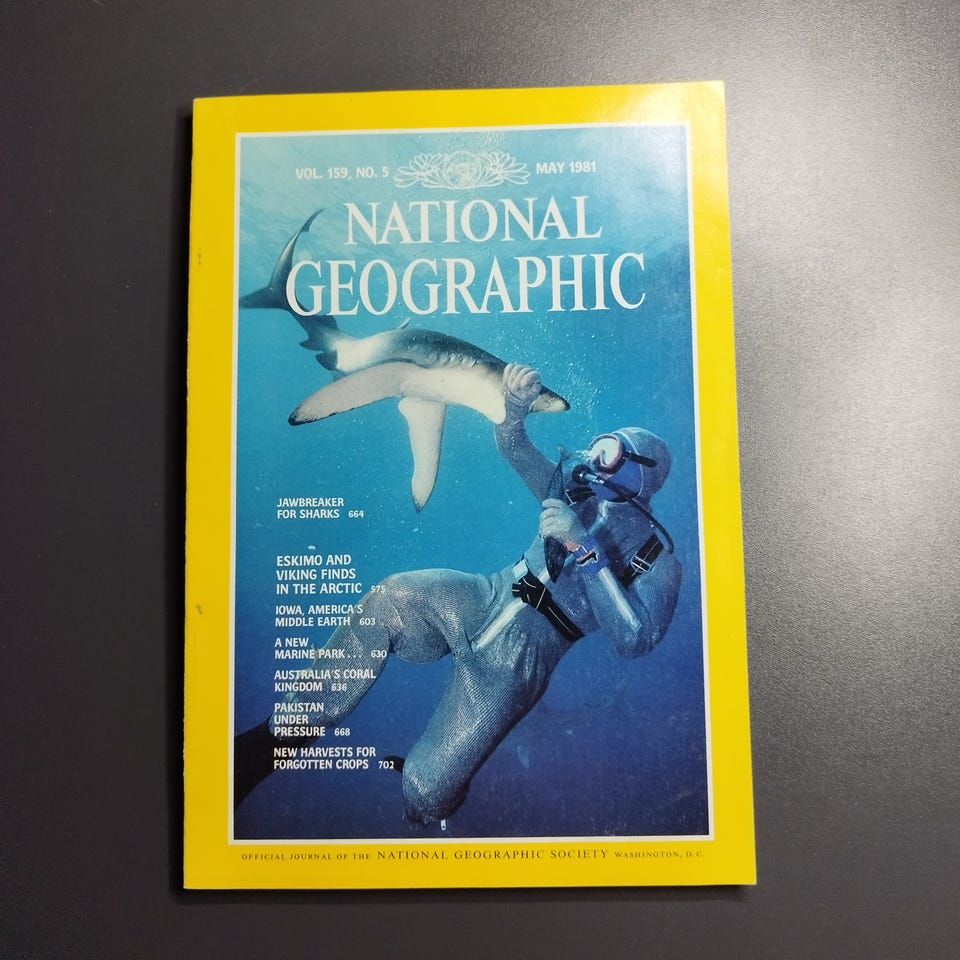 VOL. 159, NO. 5
MAY 1981
NATIONAL
GEOGRAPHIC
JAWBREAKER
FOR SHARKS 664
ESKIMO AND
VIKING FINDS
IN THE ARCTIC 575
IOWA, AMERICA'S
MIDDLE EARTH 603
A NEW
MARINE PARK . . . 630
AUSTRALIA'S CORAL
KINGDOM 636
PAKISTAN
UNDER
PRESSURE 668
NEW HARVESTS FOR
FORGOTTEN CROPS 702
OFFICIAL JOURNAL OF THE NATIONAL GEOGRAPHIC SOCIETY WASHINGTON, D.C.